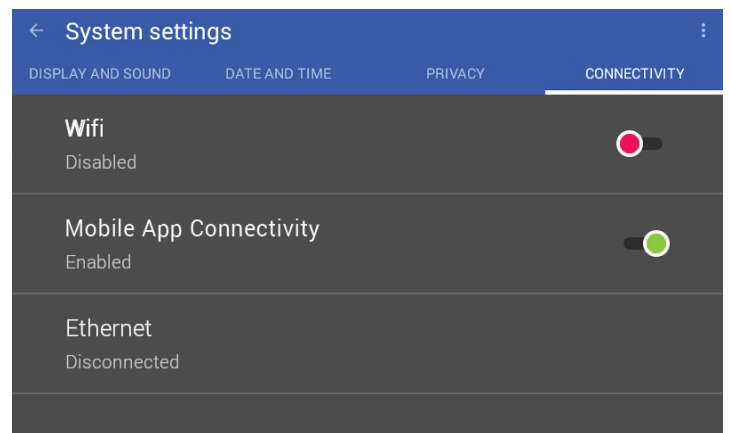 System settings
DISPLAY AND SOUND DATE AND TIME PRIVACY CONNECTIVITY
Wifi
Disabled
Mobile App Connectivity
Enabled
Ethernet
Disconnected